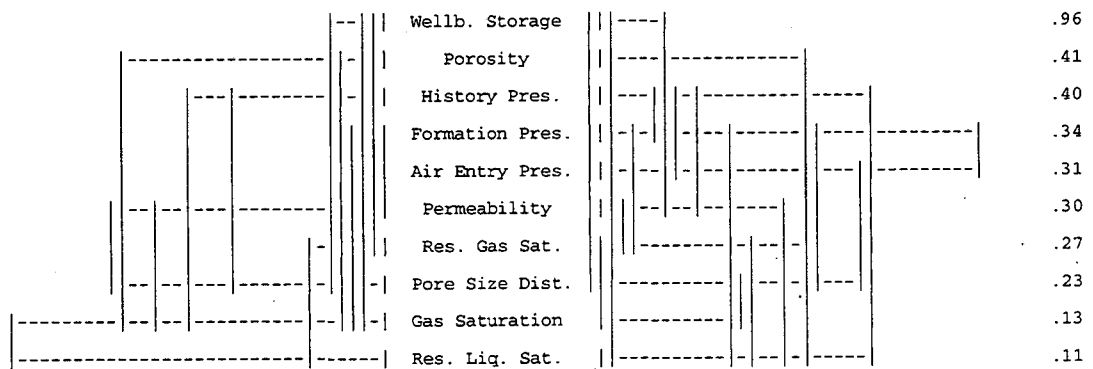 Wellb. Storage .96
Porosity .41
History Pres. .40
Formation Pres. .34
Air Entry Pres. .31
Permeability .30
Res. Gas Sat. .27
Pore Size Dist. .23
Gas Saturation .13
Res. Liq. Sat. .11